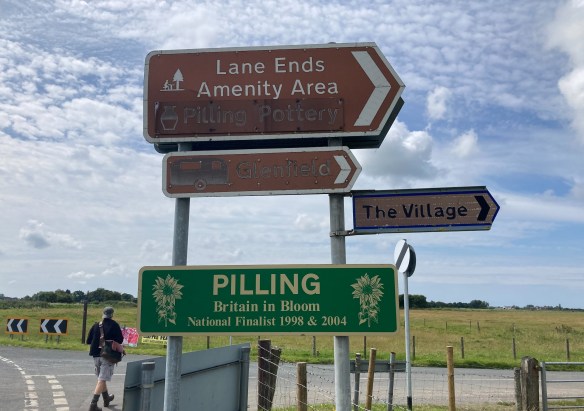 Lane Ends
Amenity Area
Pilling Pottery
Glenfield
The Village
PILLING
Britain in Bloom
National Finalist 1998 & 2004